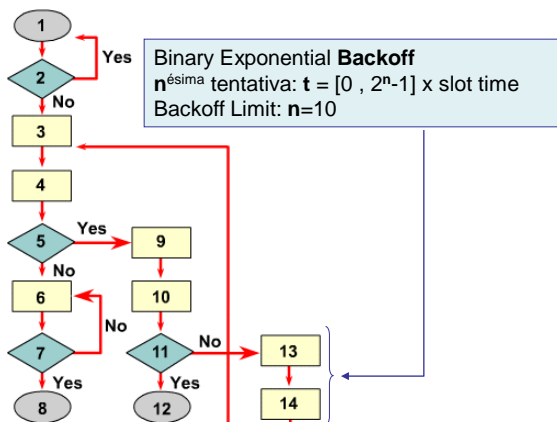 1
Yes
2
No
Binary Exponential Backoff
nésima tentativa: t = [0 , 2ⁿ-1] x slot time
Backoff Limit: n=10
3
4
5
Yes
9
No
6
10
No
7
11
No
13
Yes
Yes
8
12
14